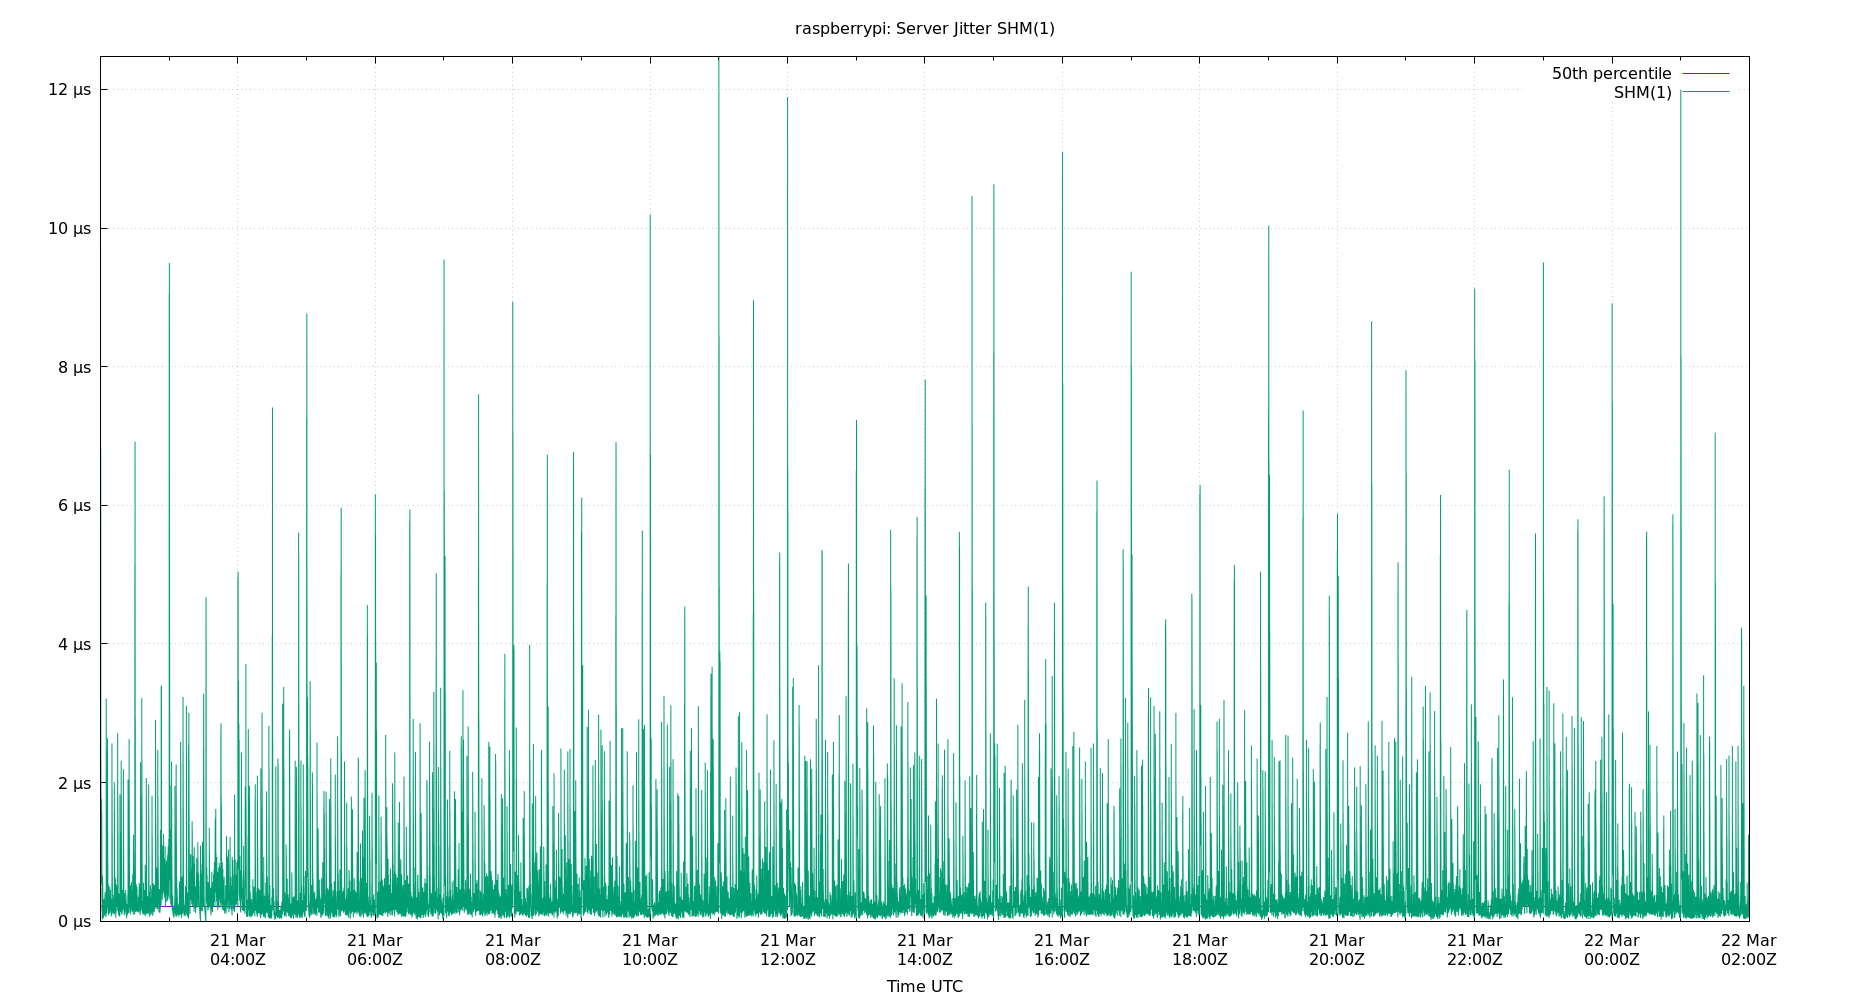 raspberrypi: Server Jitter SHM(1)
50th percentile
SHM(1)
12 µs
10 µs
8 µs
6 µs
4 µs
2 µs
0 µs
21 Mar 21 Mar 21 Mar 21 Mar 21 Mar 21 Mar 21 Mar 21 Mar 21 Mar 21 Mar 22 Mar 22 Mar
04:00Z 06:00Z 08:00Z 10:00Z 12:00Z 14:00Z 16:00Z 18:00Z 20:00Z 22:00Z 00:00Z 02:00Z
Time UTC